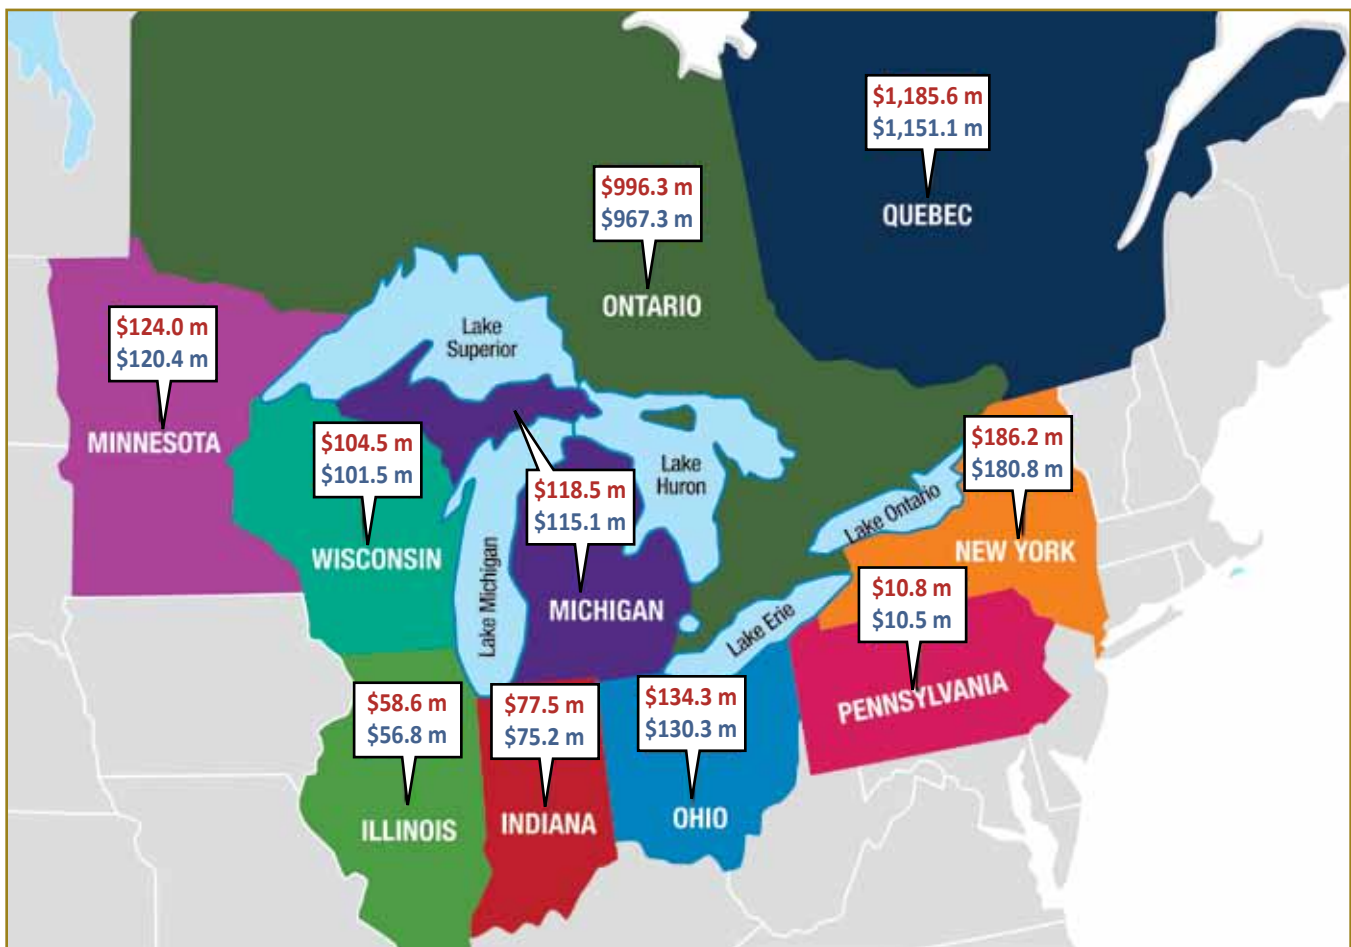 $1,185.6 m
$1,151.1 m
QUEBEC
$996.3 m
$967.3 m
ONTARIO
$124.0 m
$120.4 m
MINNESOTA
Lake
Superior
$104.5 m
$101.5 m
WISCONSIN
$118.5 m
$115.1 m
MICHIGAN
Lake
Huron
Lake Michigan
Lake Ontario
$186.2 m
$180.8 m
NEW YORK
Lake Erie
$10.8 m
$10.5 m
PENNSYLVANIA
$58.6 m
$56.8 m
ILLINOIS
$77.5 m
$75.2 m
INDIANA
$134.3 m
$130.3 m
OHIO